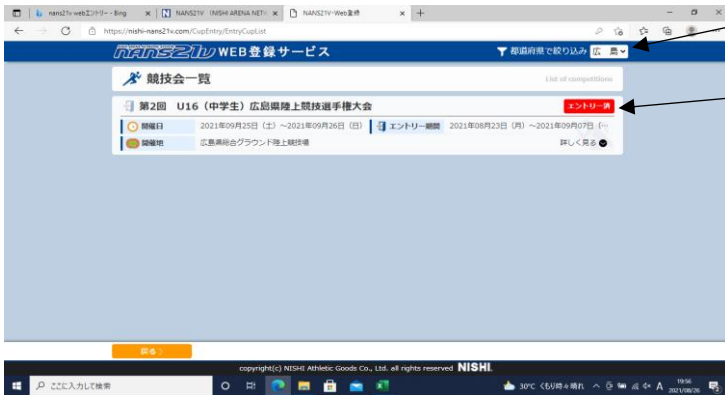 nans21v webエントリー - Bing
NANS21V（NISHI ARENA NETW
NANS21V-Web登録
https://nishi-nans21v.com/CupEntry/EntryCupList
NANS21V WEB登録サービス
都道府県で絞り込み 広 島
競技会一覧
List of competitions
第2回 U16（中学生）広島県陸上競技選手権大会
エントリー済
開催日 2021年09月25日（土）～2021年09月26日（日） エントリー期間 2021年08月23日（月）～2021年09月07日（…
開催地 広島県総合グラウンド陸上競技場 詳しく見る
戻る
copyright(c) NISHI Athletic Goods Co., Ltd. all rights reserved NISHI.
ここに入力して検索
30°C くもり時々晴れ
A
19:56
2021/08/26